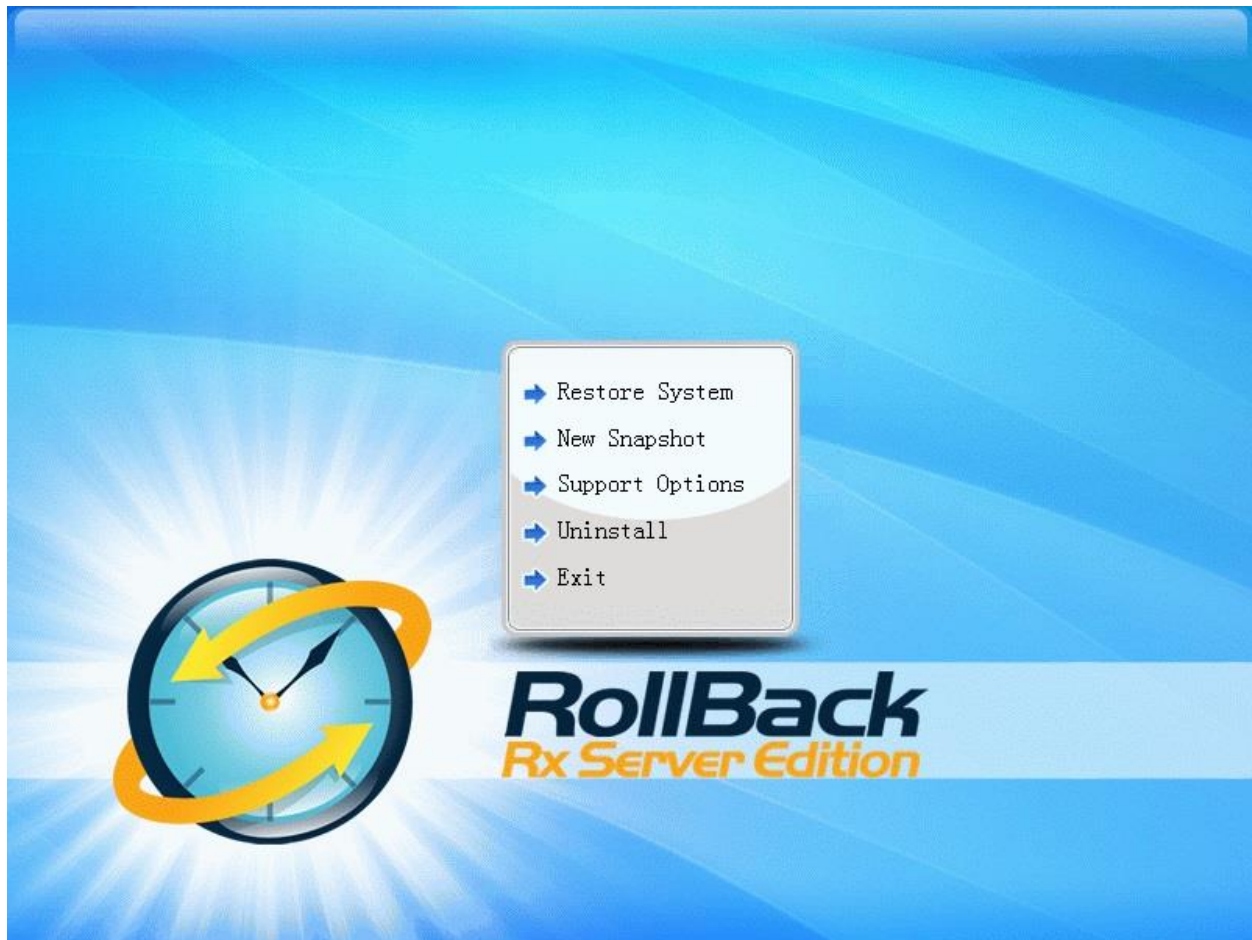 Restore System
New Snapshot
Support Options
Uninstall
Exit
RollBack
Rx Server Edition